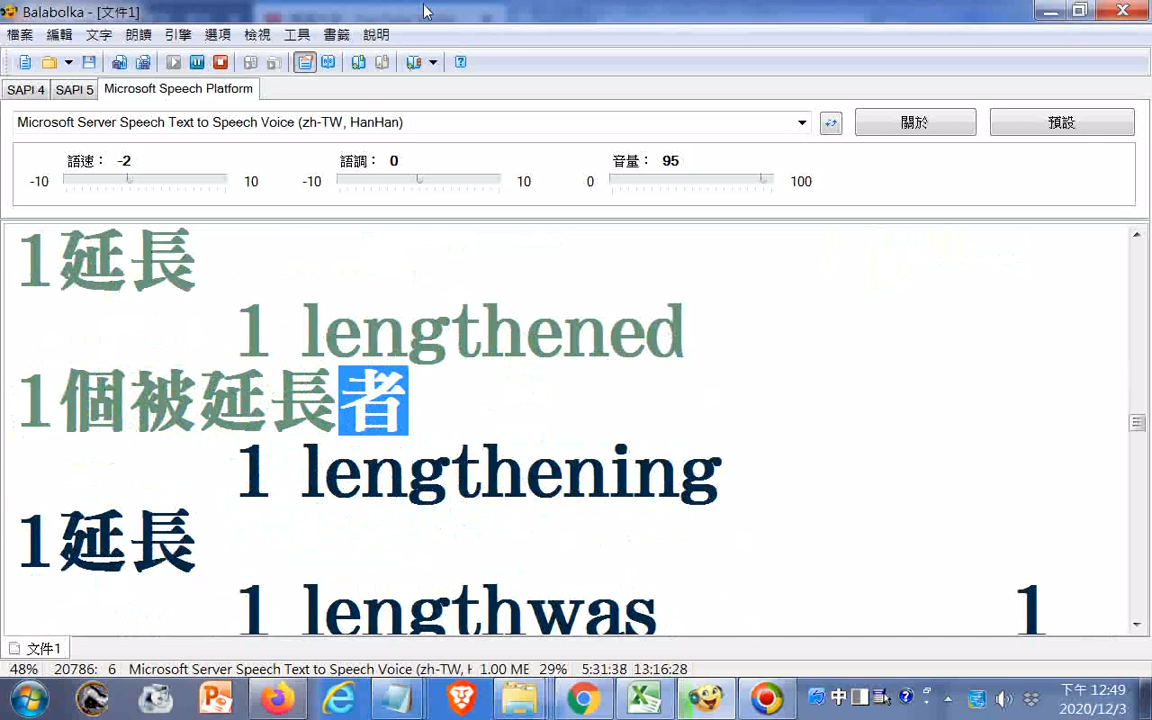 Balabolka - [文件1]
檔案 編輯 文字 朗讀 引擎 選項 檢視 工具 書籤 說明
SAPI 4 SAPI 5 Microsoft Speech Platform
Microsoft Server Speech Text to Speech Voice (zh-TW, HanHan) 關於 預設
語速： -2 語調： 0 音量： 95
-10 10 -10 10 0 100
1延長
1 lengthened
1個被延長者
1 lengthening
1延長
1 lengthwas 1
文件1
48% 20786: 6 Microsoft Server Speech Text to Speech Voice (zh-TW, H 1.00 ME 29% 5:31:38 13:16:28
中 下午 12:49
2020/12/3